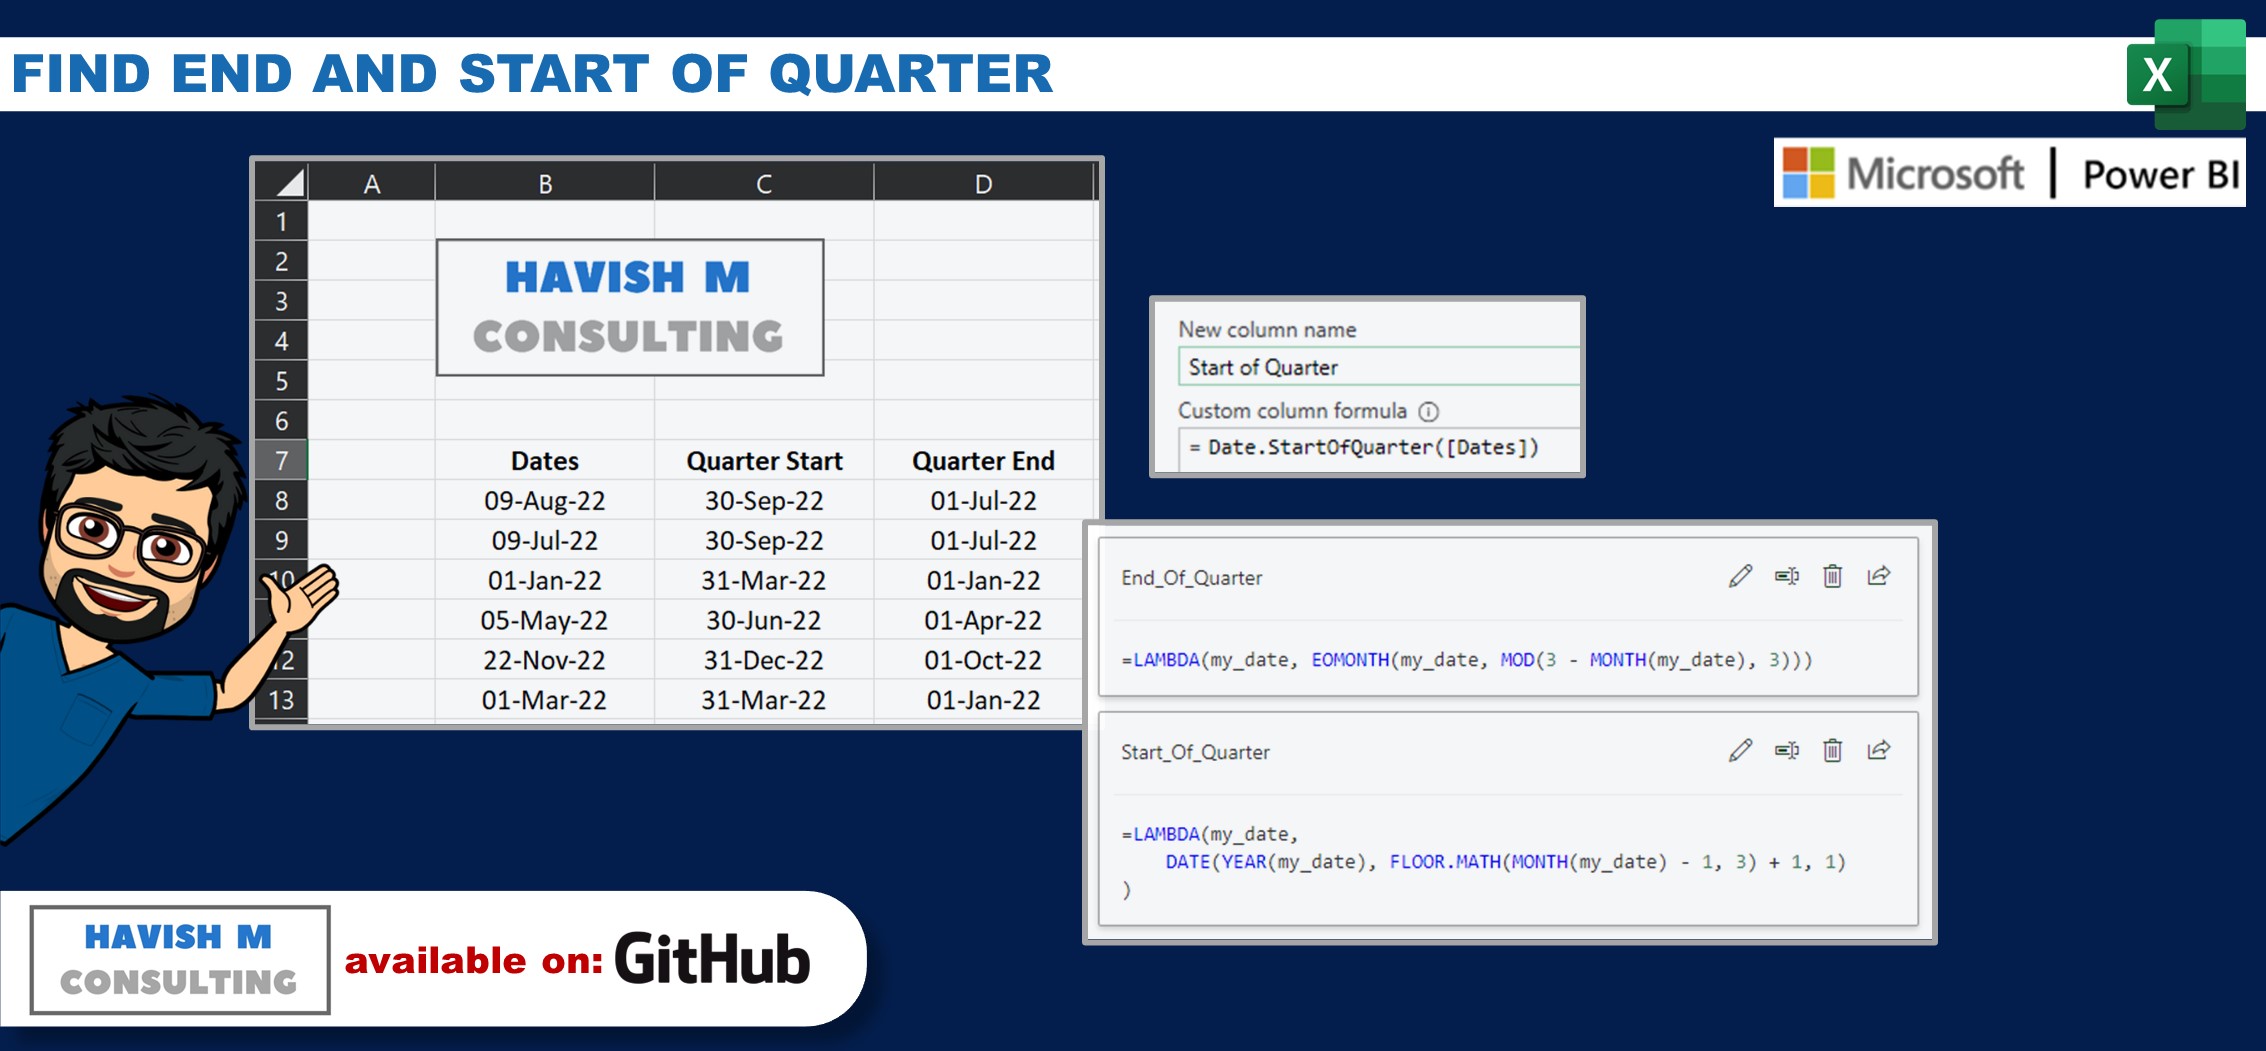 FIND END AND START OF QUARTER
X
Microsoft | Power BI
A B C D
1
2
3
4
5
6
HAVISH M
CONSULTING
7 Dates Quarter Start Quarter End
8 09-Aug-22 30-Sep-22 01-Jul-22
9 09-Jul-22 30-Sep-22 01-Jul-22
10 01-Jan-22 31-Mar-22 01-Jan-22
05-May-22 30-Jun-22 01-Apr-22
12 22-Nov-22 31-Dec-22 01-Oct-22
13 01-Mar-22 31-Mar-22 01-Jan-22
New column name
Start of Quarter
Custom column formula
= Date.StartOfQuarter([Dates])
End_Of_Quarter
=LAMBDA(my_date, EOMONTH(my_date, MOD(3 - MONTH(my_date), 3)))
Start_Of_Quarter
=LAMBDA(my_date,
DATE(YEAR(my_date), FLOOR.MATH(MONTH(my_date) - 1, 3) + 1, 1)
)
HAVISH M
CONSULTING
available on: GitHub